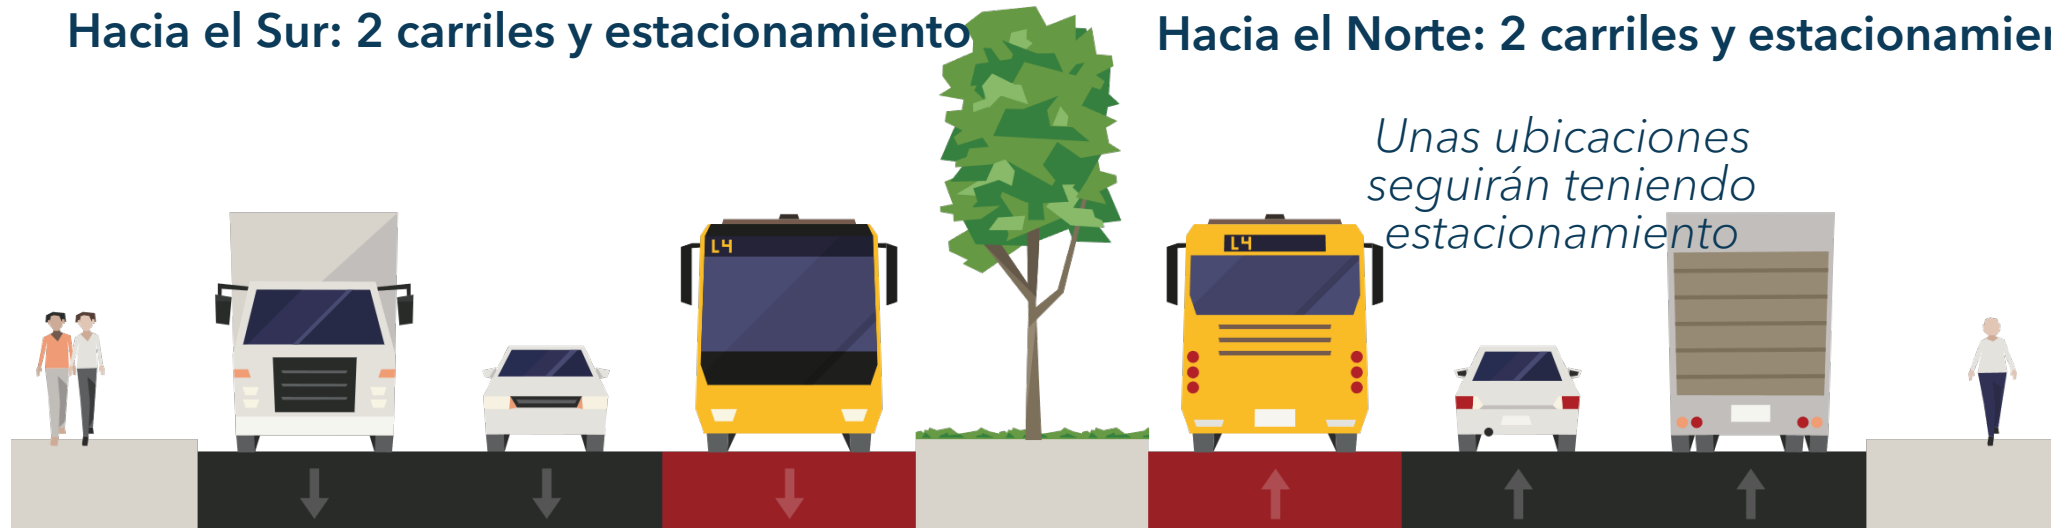 Hacia el Sur: 2 carriles y estacionamiento
Hacia el Norte: 2 carriles y estacionamien
Unas ubicaciones
seguirán teniendo
estacionamiento
L4
L4